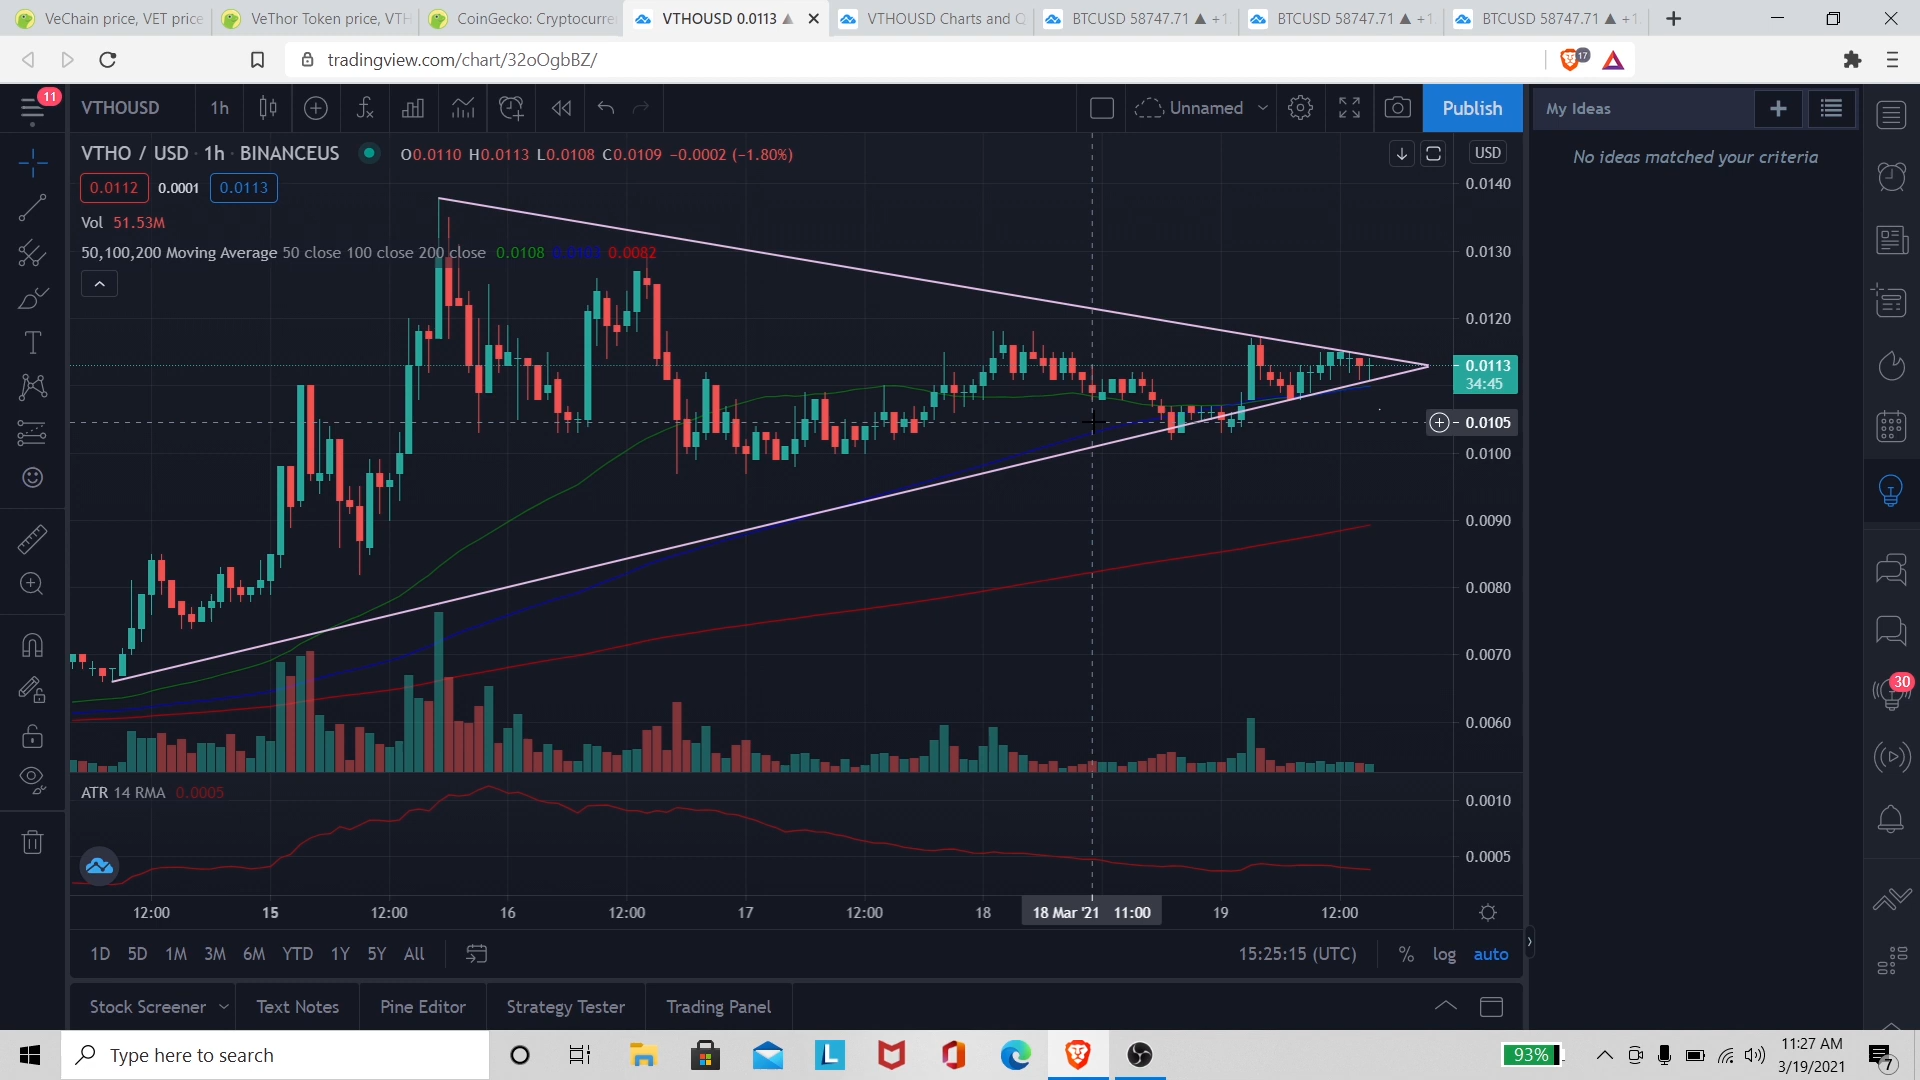 VeChain price, VET price
VeThor Token price, VTH
CoinGecko: Cryptocurre
VTHOUSD 0.0113 ▲
VTHOUSD Charts and Q
BTCUSD 58747.71 ▲ +1
BTCUSD 58747.71 ▲ +1
BTCUSD 58747.71 ▲ +1
tradingview.com/chart/32oOgbBZ/
17
11
VTHOUSD
1h
Unnamed
Publish
My Ideas
No ideas matched your criteria
VTHO / USD · 1h · BINANCEUS
O0.0110 H0.0113 L0.0108 C0.0109 −0.0002 (−1.80%)
USD
0.0112
0.0001
0.0113
Vol 51.53M
50,100,200 Moving Average 50 close 100 close 200 close 0.0108 0.0082
0.0140
0.0130
0.0120
0.0113
34:45
0.0105
0.0100
0.0090
0.0080
0.0070
0.0060
30
ATR 14 RMA 0.0005
0.0010
0.0005
12:00
15
12:00
16
12:00
17
12:00
18
18 Mar '21 11:00
19
12:00
1D 5D 1M 3M 6M YTD 1Y 5Y All
15:25:15 (UTC)
% log auto
Stock Screener
Text Notes
Pine Editor
Strategy Tester
Trading Panel
Type here to search
L
93%
11:27 AM
3/19/2021
7